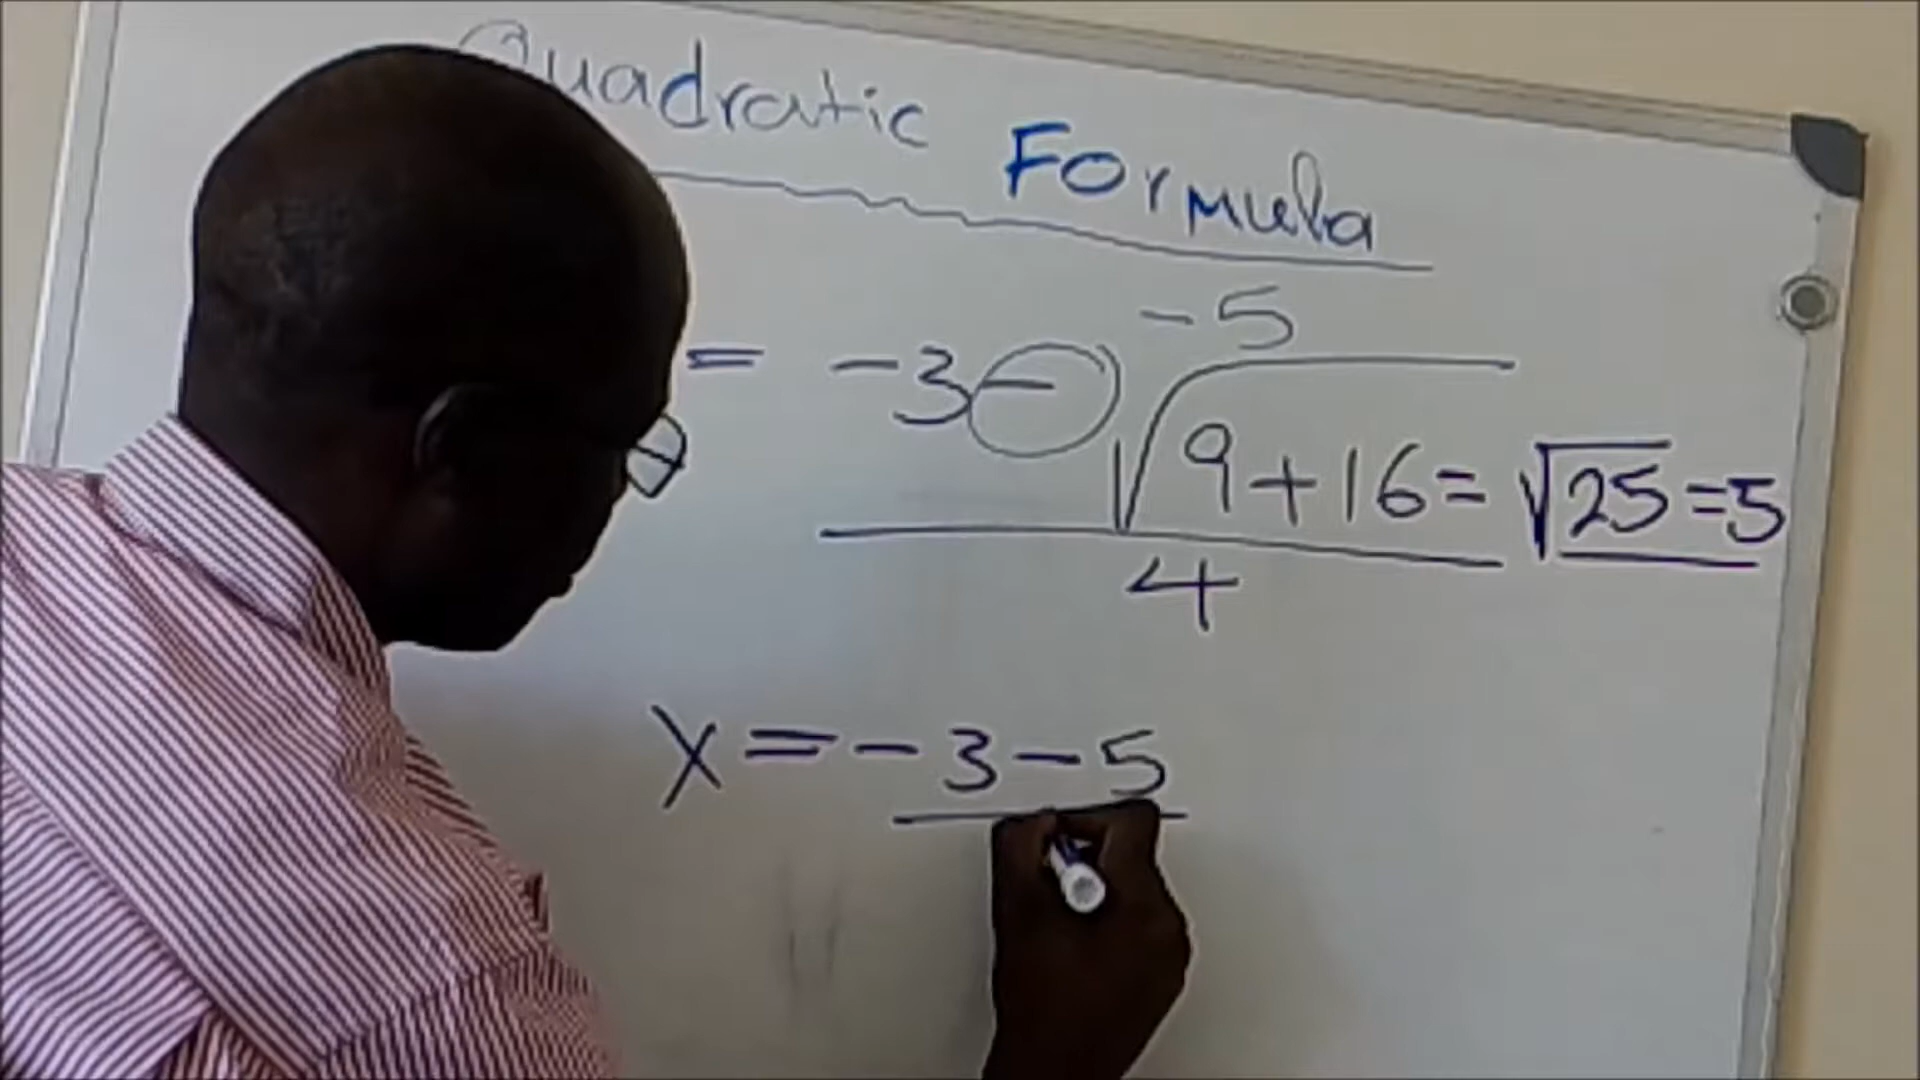 Quadratic Formula
-5
= -3 - √9+16 = √25 = 5
4
x = -3-5